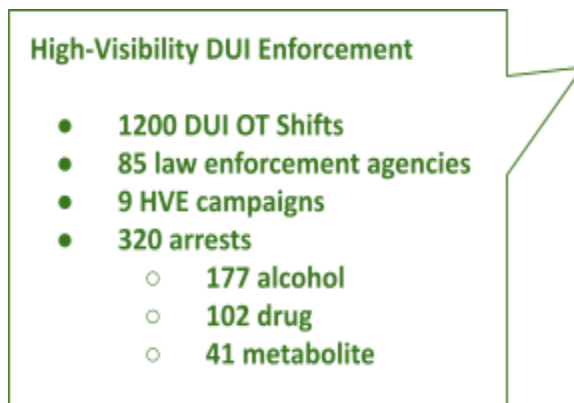 High-Visibility DUI Enforcement
● 1200 DUI OT Shifts
● 85 law enforcement agencies
● 9 HVE campaigns
● 320 arrests
○ 177 alcohol
○ 102 drug
○ 41 metabolite